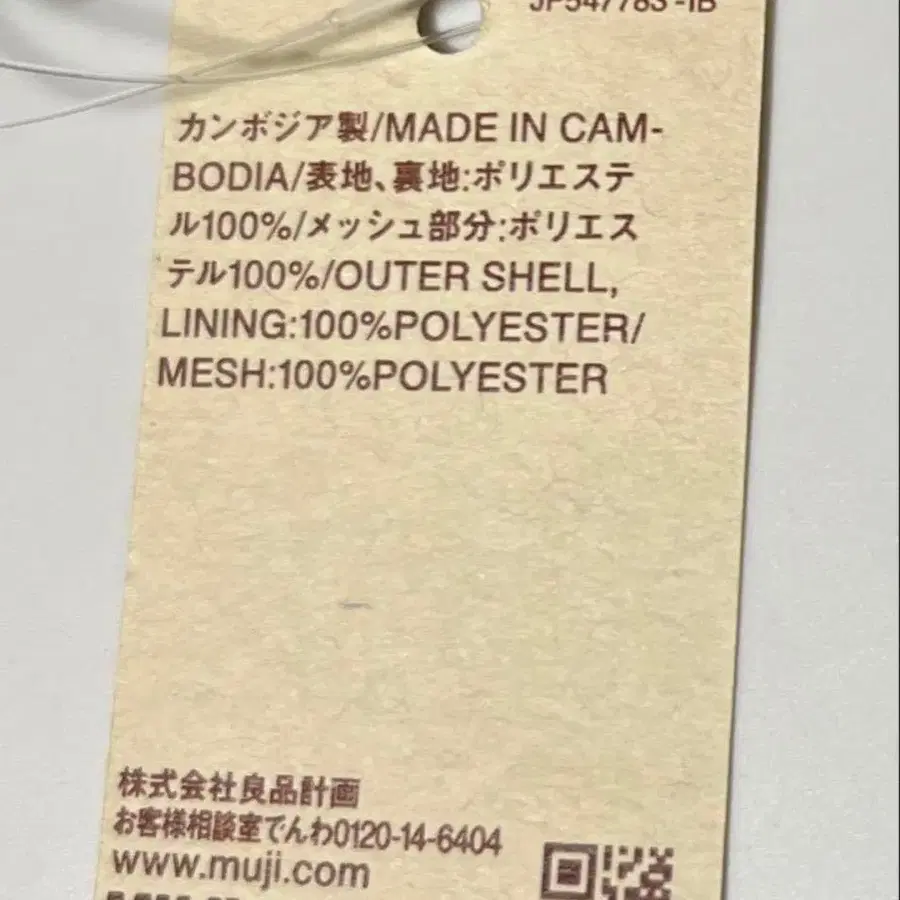 カンボジア製/MADE IN CAM-
BODIA/表地、裏地:ポリエステ
ル100%/メッシュ部分:ポリエス
テル100%/OUTER SHELL,
LINING:100%POLYESTER/
MESH:100%POLYESTER
株式会社良品計画
お客様相談室でんわ0120-14-6404
www.muji.com